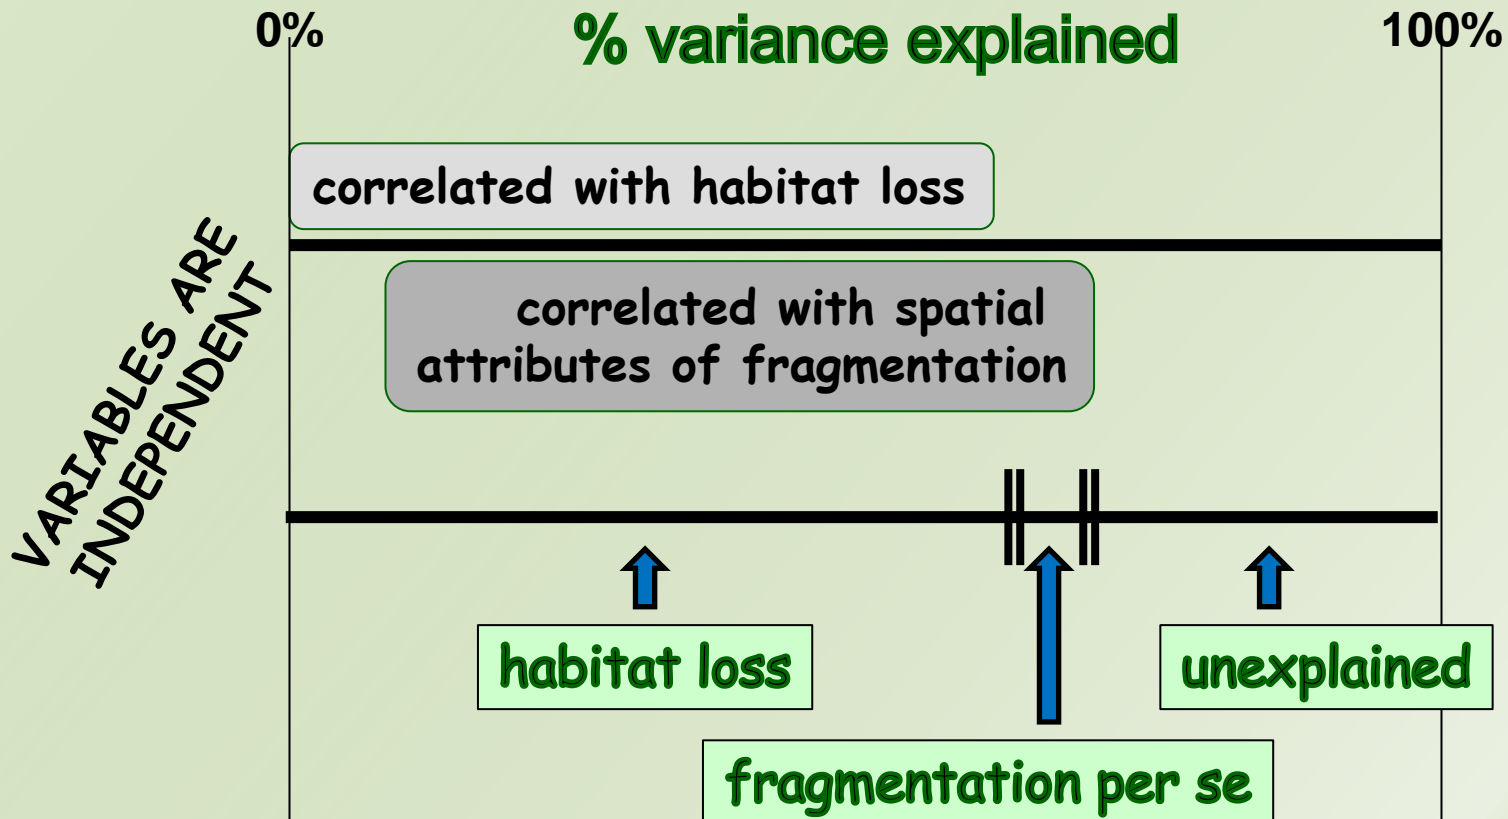 0%
% variance explained
100%
correlated with habitat loss
VARIABLES ARE
INDEPENDENT
correlated with spatial
attributes of fragmentation
habitat loss
unexplained
fragmentation per se